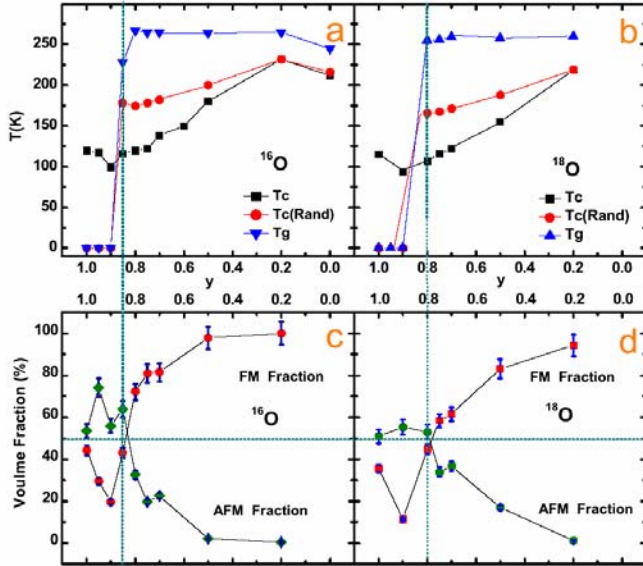 a
b
250
200
150
100
50
0
T(K)
16O
18O
Tc
Tc(Rand)
Tg
Tc
Tc(Rand)
Tg
1.0 0.8 0.6 0.4 0.2 0.0
1.0 0.8 0.6 0.4 0.2 0.0
y
y
1.0 0.8 0.6 0.4 0.2 0.0
1.0 0.8 0.6 0.4 0.2 0.0
c
d
100
80
60
40
20
0
Voulme Fraction (%)
FM Fraction
16O
AFM Fraction
FM Fraction
18O
AFM Fraction